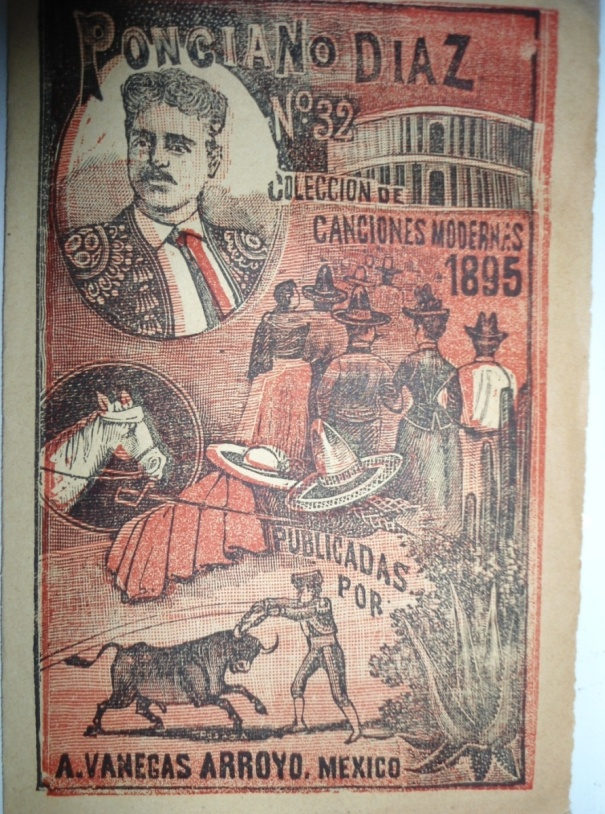 PONCIANO DIAZ
Nº 32
COLECCION DE
CANCIONES MODERNAS
1895
PUBLICADAS
POR
A. VANEGAS ARROYO. MEXICO